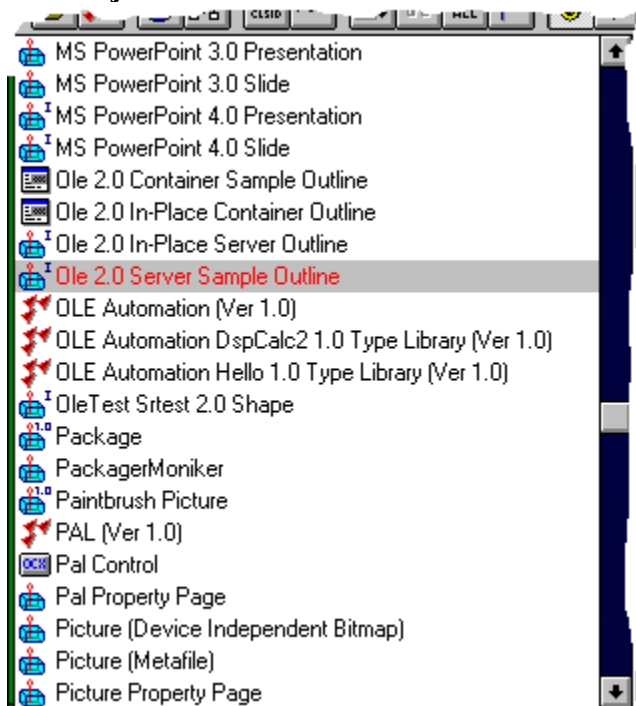 CLSID ALL
MS PowerPoint 3.0 Presentation
MS PowerPoint 3.0 Slide
I MS PowerPoint 4.0 Presentation
I MS PowerPoint 4.0 Slide
Ole 2.0 Container Sample Outline
Ole 2.0 In-Place Container Outline
I Ole 2.0 In-Place Server Outline
I Ole 2.0 Server Sample Outline
OLE Automation (Ver 1.0)
OLE Automation DspCalc2 1.0 Type Library (Ver 1.0)
OLE Automation Hello 1.0 Type Library (Ver 1.0)
I OleTest Srtest 2.0 Shape
1.0 Package
PackagerMoniker
1.0 Paintbrush Picture
PAL (Ver 1.0)
OCX Pal Control
Pal Property Page
Picture (Device Independent Bitmap)
Picture (Metafile)
Picture Property Page